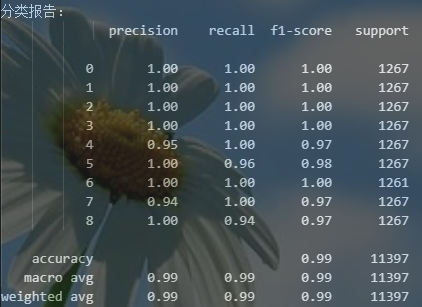 分类报告:
precision recall f1-score support
0 1.00 1.00 1.00 1267
1 1.00 1.00 1.00 1267
2 1.00 1.00 1.00 1267
3 1.00 1.00 1.00 1267
4 0.95 1.00 0.97 1267
5 1.00 0.96 0.98 1267
6 1.00 1.00 1.00 1261
7 0.94 1.00 0.97 1267
8 1.00 0.94 0.97 1267
accuracy 0.99 11397
macro avg 0.99 0.99 0.99 11397
weighted avg 0.99 0.99 0.99 11397